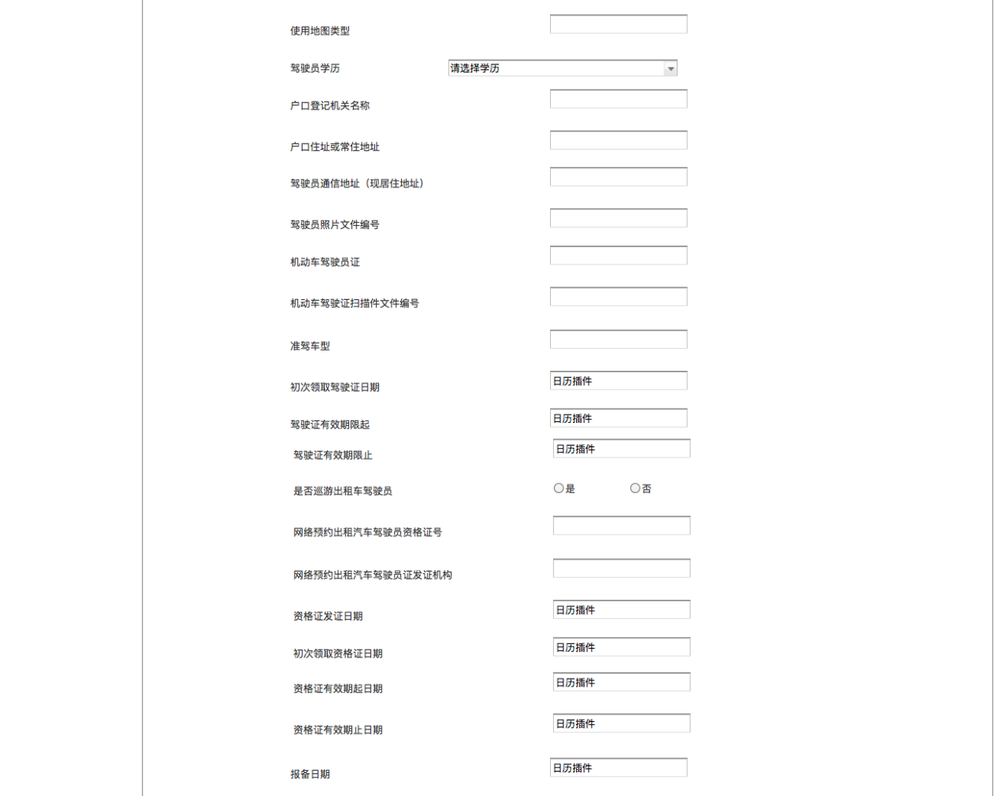 使用地图类型
驾驶员学历 请选择学历
户口登记机关名称
户口住址或常住地址
驾驶员通信地址（现居住地址）
驾驶员照片文件编号
机动车驾驶员证
机动车驾驶证扫描件文件编号
准驾车型
初次领取驾驶证日期 日历插件
驾驶证有效期限起 日历插件
驾驶证有效期限止 日历插件
是否巡游出租车驾驶员 是 否
网络预约出租汽车驾驶员资格证号
网络预约出租汽车驾驶员证发证机构
资格证发证日期 日历插件
初次领取资格证日期 日历插件
资格证有效期起日期 日历插件
资格证有效期止日期 日历插件
报备日期 日历插件